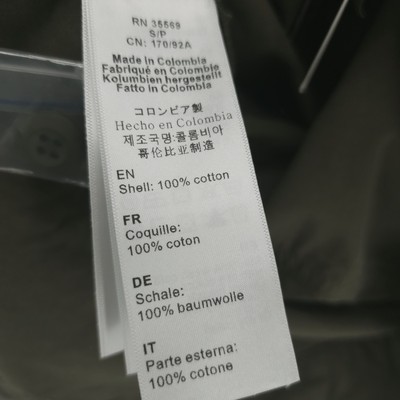 RN 35569
S/P
CN: 170/92A
Made in Colombia
Fabriqué en Colombie
Kolumbien hergestellt
Fatto in Colombia
コロンビア製
Hecho en Colombia
제조국명:콜롬비아
哥伦比亚制造
EN
Shell: 100% cotton
FR
Coquille:
100% coton
DE
Schale:
100% baumwolle
IT
Parte esterna:
100% cotone